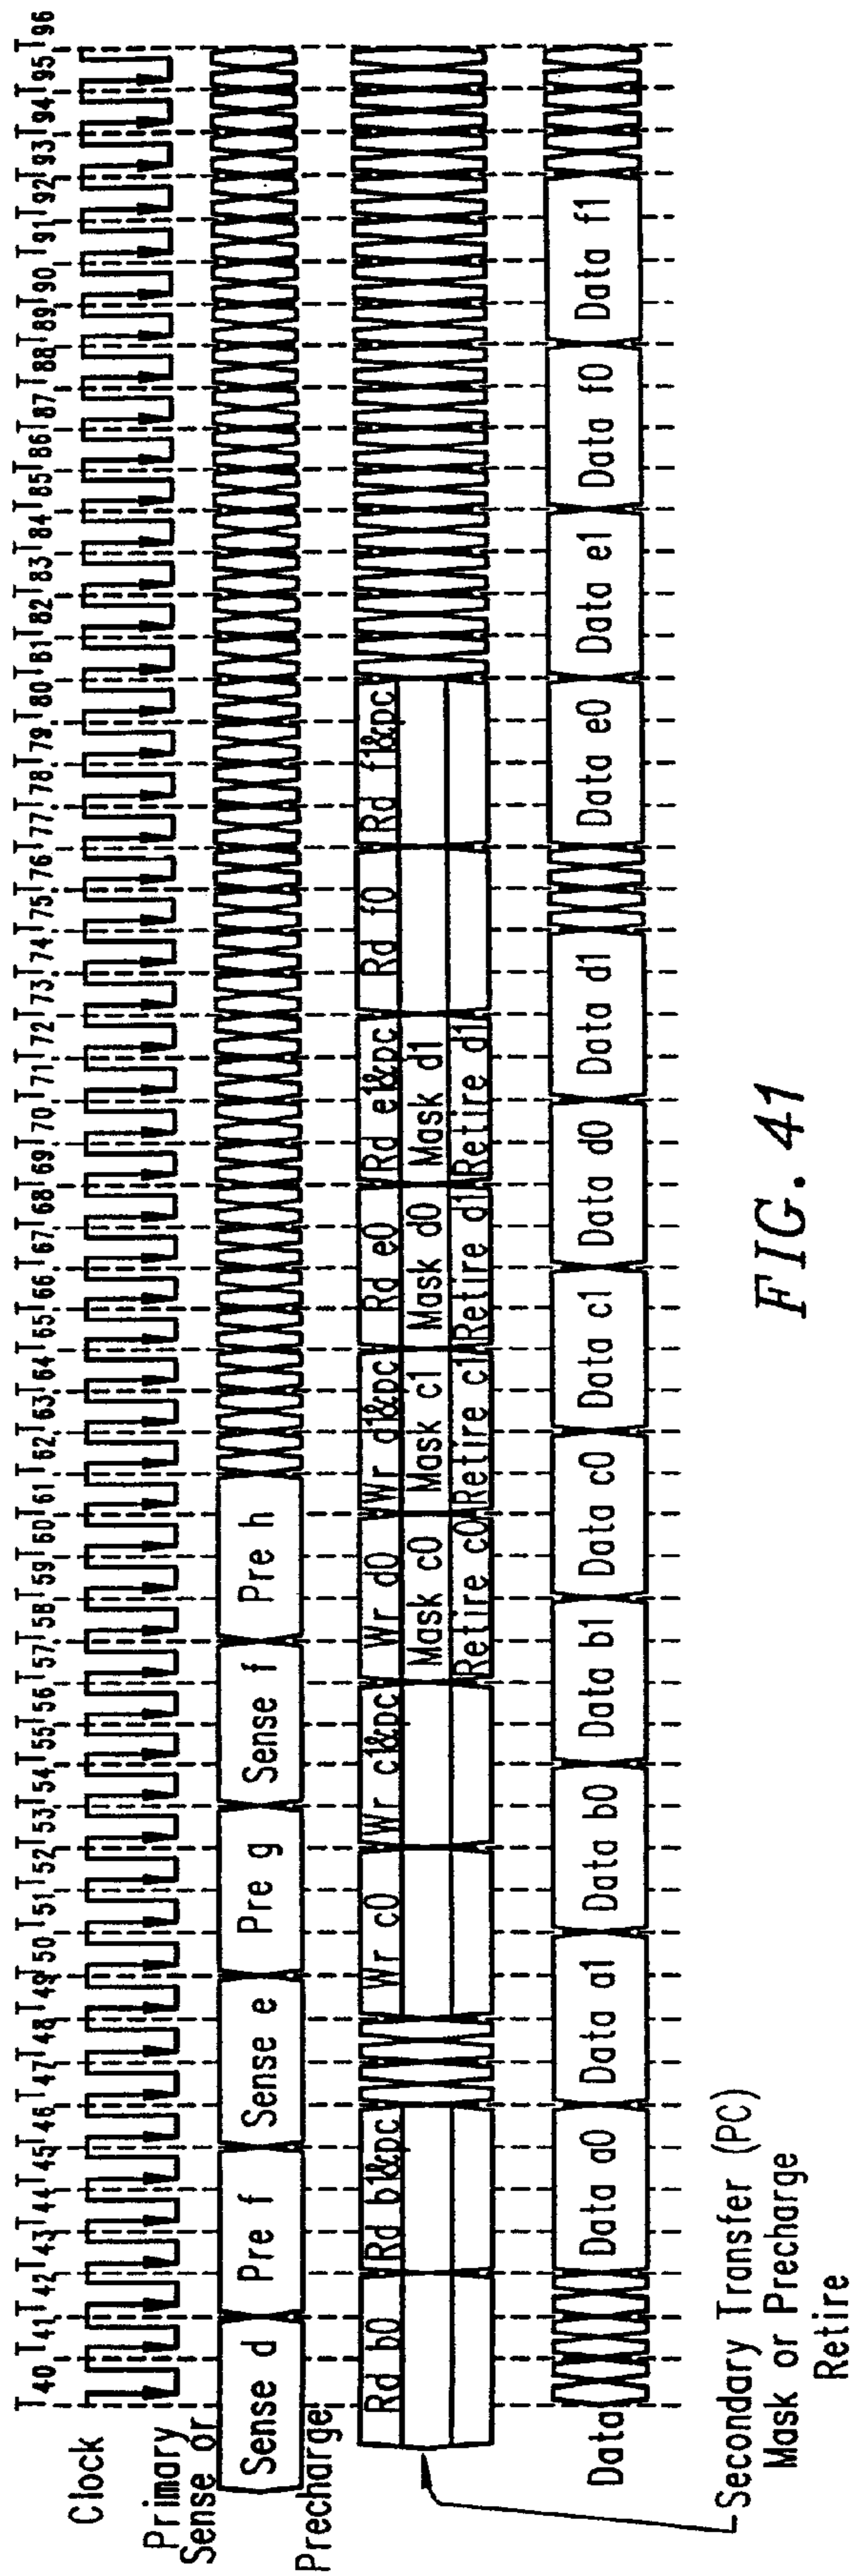 T40 T41 T42 T43 T44 T45 T46 T47 T48 T49 T50 T51 T52 T53 T54 T55 T56 T57 T58 T59 T60 T61 T62 T63 T64 T65 T66 T67 T68 T69 T70 T71 T72 T73 T74 T75 T76 T77 T78 T79 T80 T81 T82 T83 T84 T85 T86 T87 T88 T89 T90 T91 T92 T93 T94 T95 T96
Clock
Primary
Sense or
Precharge
Sense d Pre f Sense e Pre g Sense f Pre h
Rd b0 Rd b1&pc Wr c0 Wr c1&pc Wr d0 Wr d1&pc Rd e0 Rd e1&pc Rd f0 Rd f1&pc
Mask c0 Mask c1 Mask d0 Mask d1
Retire c0 Retire c1 Retire d1 Retire d1
Data
Data a0 Data a1 Data b0 Data b1 Data c0 Data c1 Data d0 Data d1 Data e0 Data e1 Data f0 Data f1
Secondary Transfer (PC)
Mask or Precharge
Retire
FIG. 41